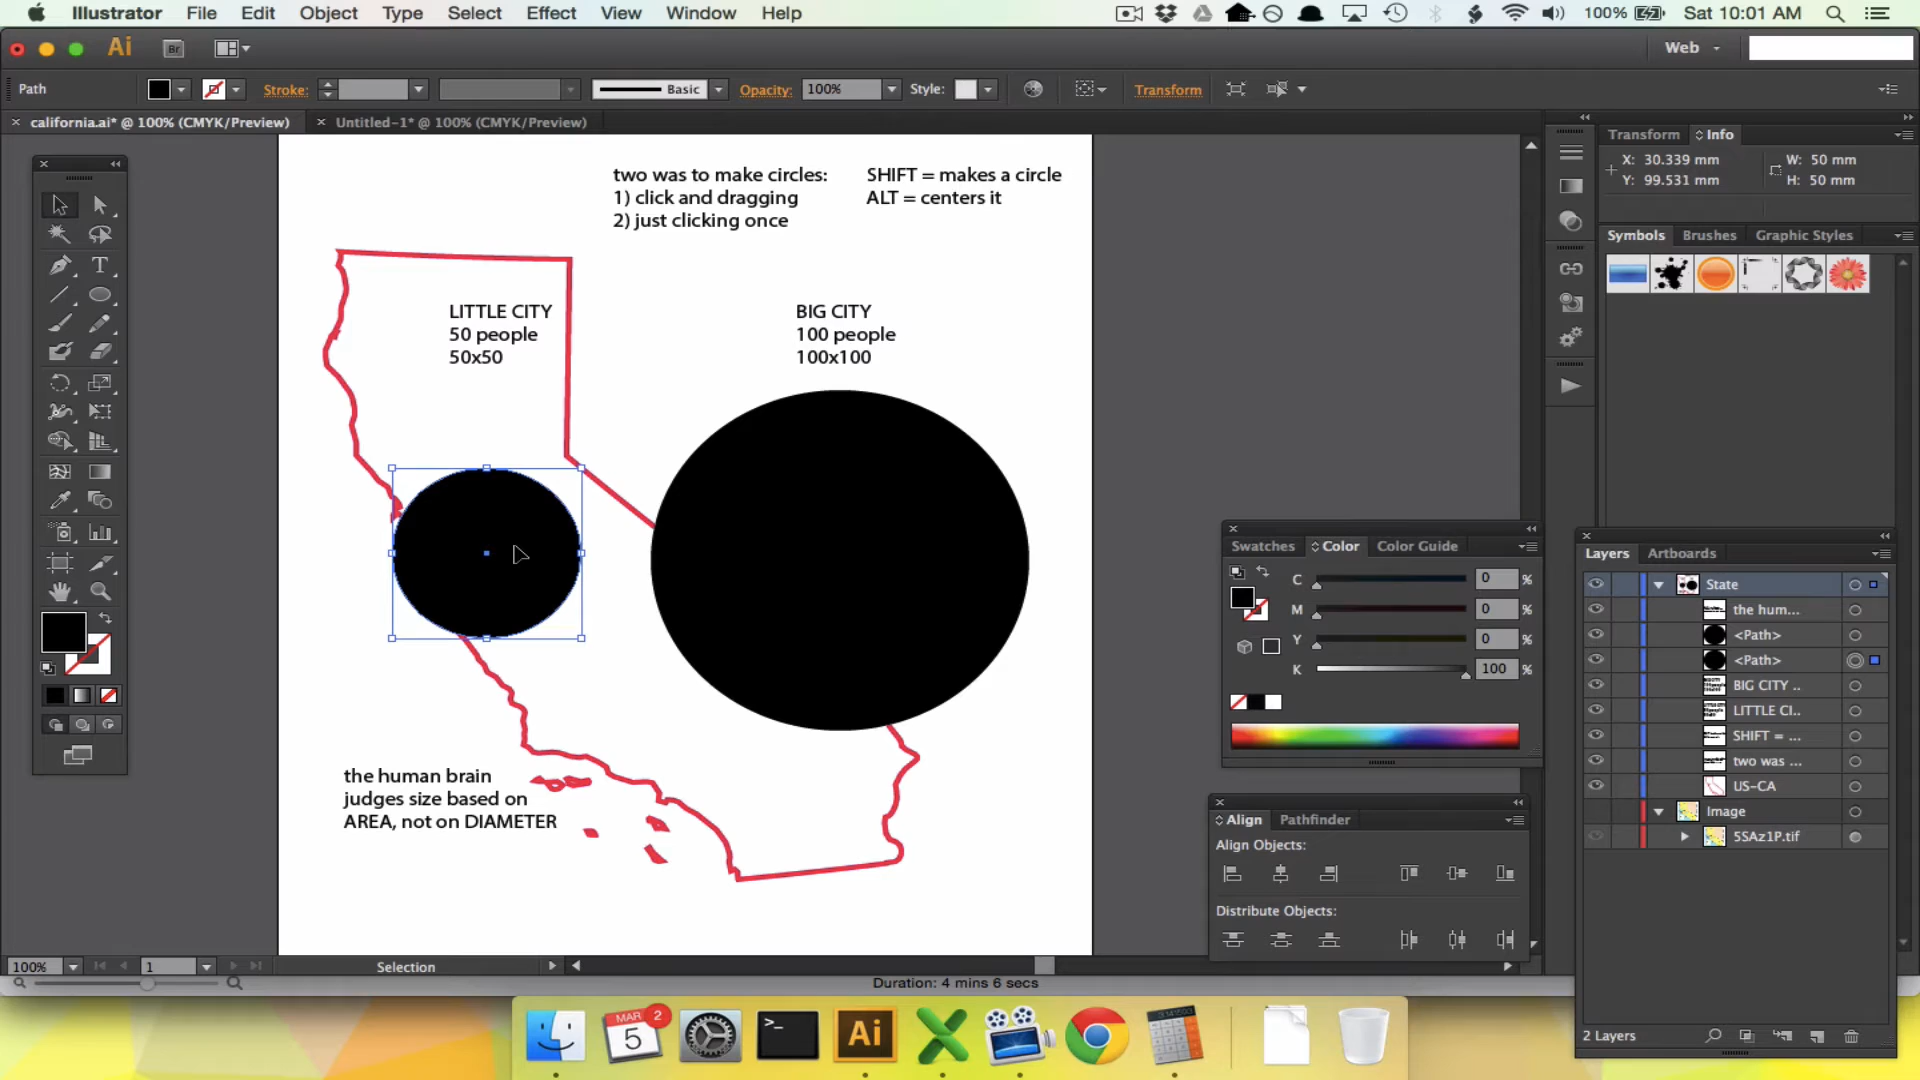 Illustrator File Edit Object Type Select Effect View Window Help 100% Sat 10:01 AM
Ai Br Web
Path Stroke: Basic Opacity: 100% Style: Transform
california.ai* @ 100% (CMYK/Preview) Untitled-1* @ 100% (CMYK/Preview)
two was to make circles:
1) click and dragging
2) just clicking once
SHIFT = makes a circle
ALT = centers it
LITTLE CITY
50 people
50x50
BIG CITY
100 people
100x100
the human brain
judges size based on
AREA, not on DIAMETER
Transform Info
X: 30.339 mm W: 50 mm
Y: 99.531 mm H: 50 mm
Symbols Brushes Graphic Styles
Swatches Color Color Guide
C 0 %
M 0 %
Y 0 %
K 100 %
Align Pathfinder
Align Objects:
Distribute Objects:
Layers Artboards
State
the hum...
<Path>
<Path>
BIG CITY ..
LITTLE CI..
SHIFT = ...
two was ...
US-CA
Image
5SAz1P.tif
2 Layers
100% 1 Selection
Duration: 4 mins 6 secs
MAR 2
5
>_
Ai